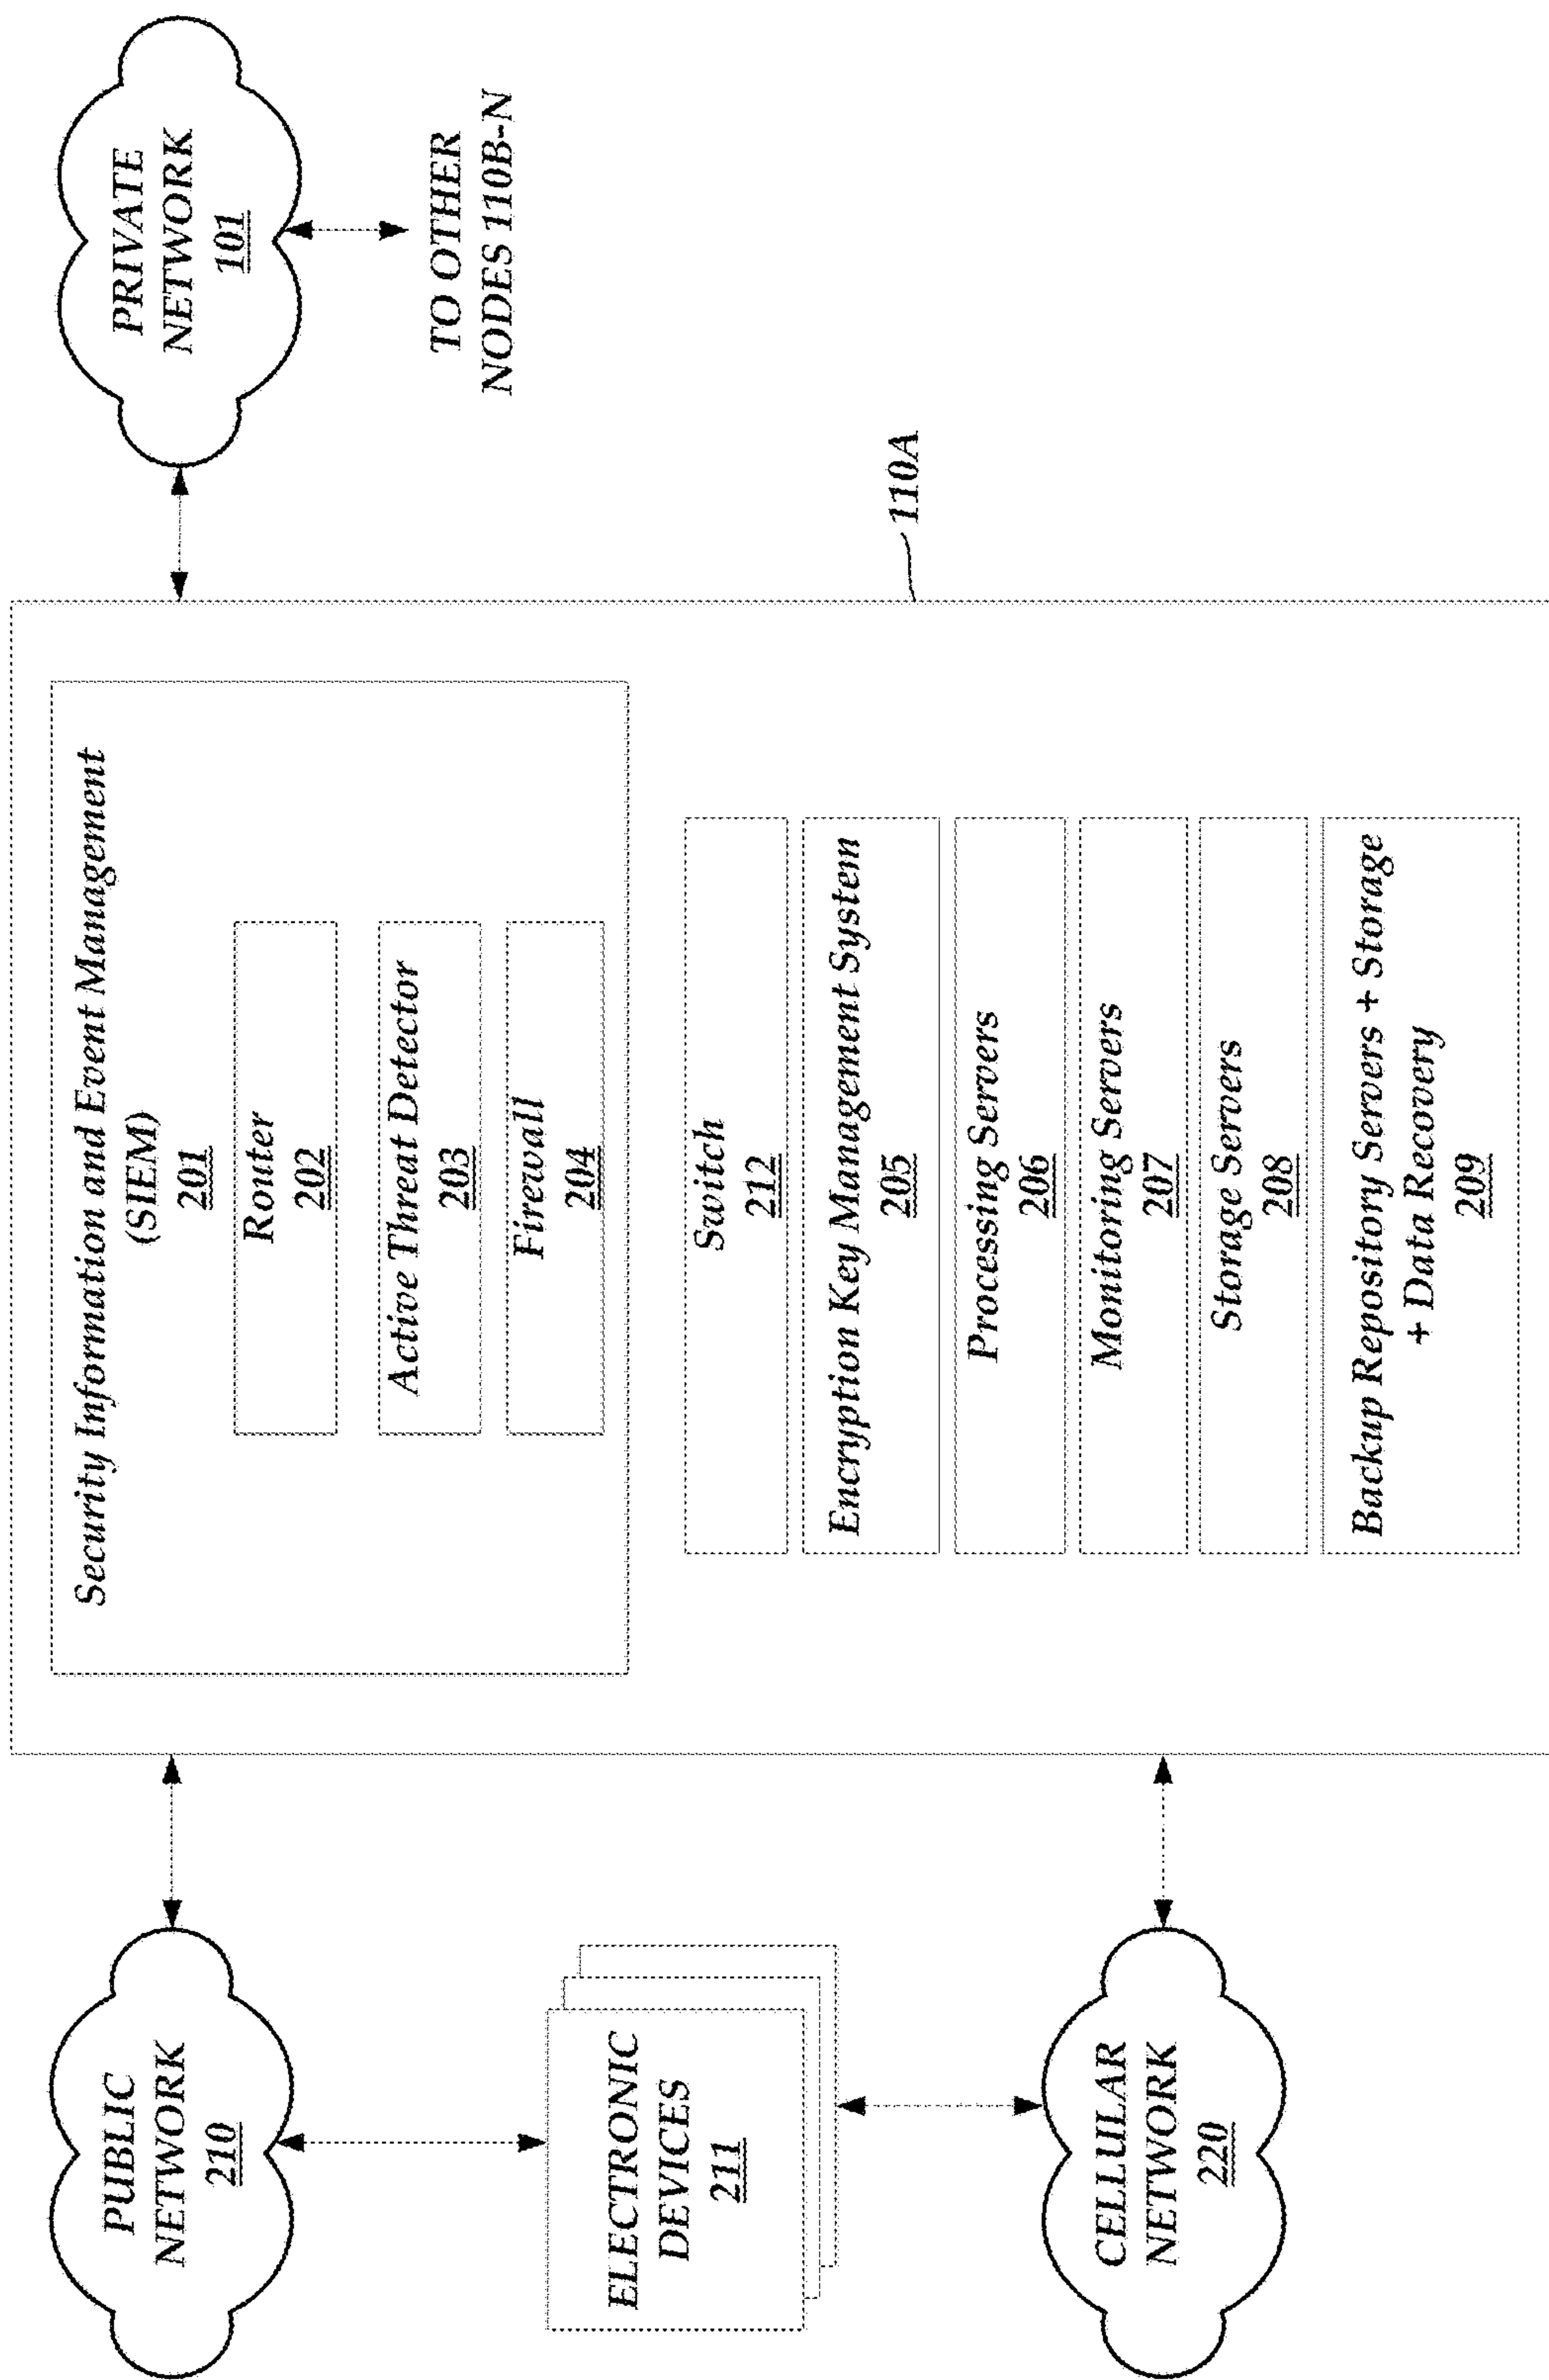 PUBLIC
NETWORK
210
ELECTRONIC
DEVICES
211
CELLULAR
NETWORK
220
Security Information and Event Management
(SIEM)
201
Router
202
Active Threat Detector
203
Firewall
204
Switch
212
Encryption Key Management System
205
Processing Servers
206
Monitoring Servers
207
Storage Servers
208
Backup Repository Servers + Storage
+ Data Recovery
209
110A
PRIVATE
NETWORK
101
TO OTHER
NODES 110B-N